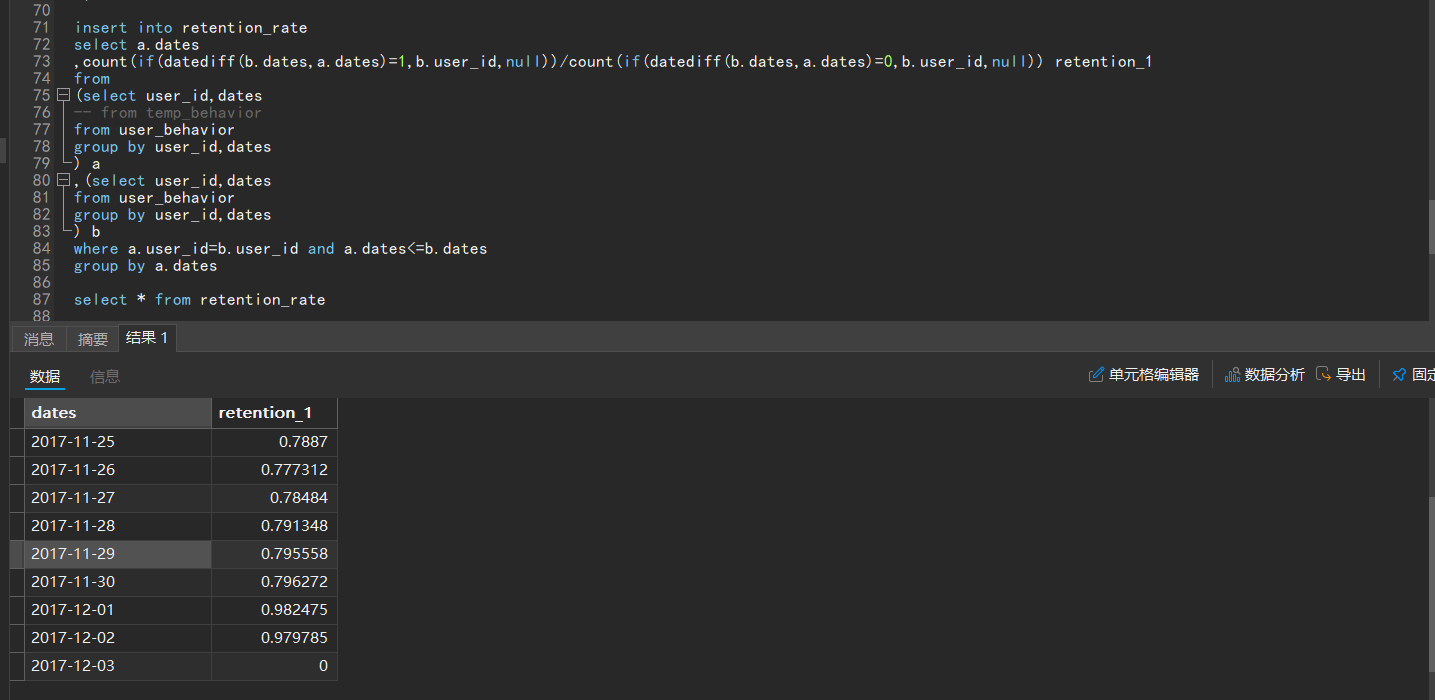 70
71 insert into retention_rate
72 select a.dates
73 ,count(if(datediff(b.dates,a.dates)=1,b.user_id,null))/count(if(datediff(b.dates,a.dates)=0,b.user_id,null)) retention_1
74 from
75 (select user_id,dates
76 -- from temp_behavior
77 from user_behavior
78 group by user_id,dates
79 ) a
80 ,(select user_id,dates
81 from user_behavior
82 group by user_id,dates
83 ) b
84 where a.user_id=b.user_id and a.dates<=b.dates
85 group by a.dates
86
87 select * from retention_rate
88
消息 摘要 结果 1
数据 信息 单元格编辑器 数据分析 导出 固定
dates retention_1
2017-11-25 0.7887
2017-11-26 0.777312
2017-11-27 0.78484
2017-11-28 0.791348
2017-11-29 0.795558
2017-11-30 0.796272
2017-12-01 0.982475
2017-12-02 0.979785
2017-12-03 0